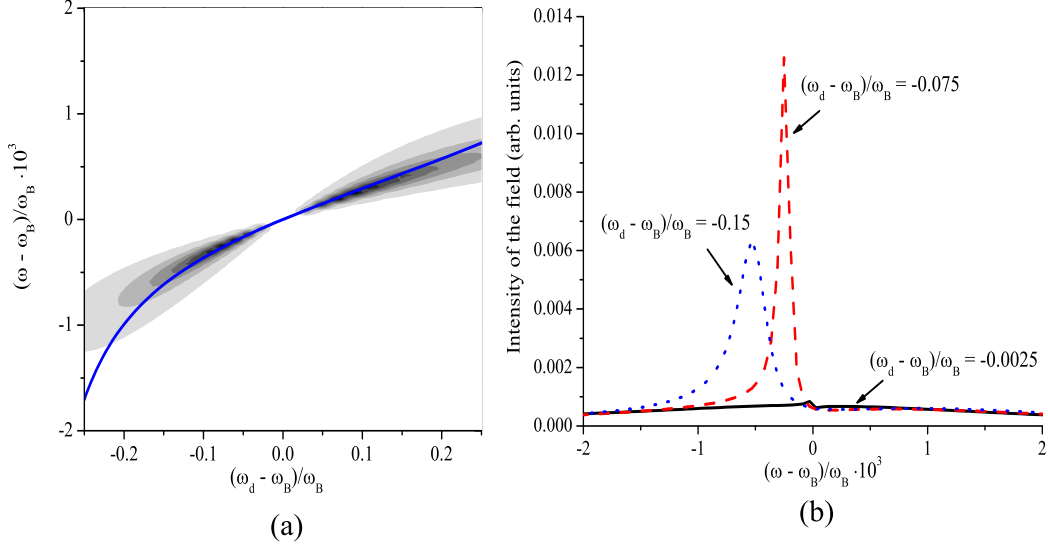 2
1
0
-1
-2
(ω - ω_B)/ω_B · 10^3
-0.2
-0.1
0.0
0.1
0.2
(ω_d - ω_B)/ω_B
(a)
0.014
0.012
0.010
0.008
0.006
0.004
0.002
0.000
Intensity of the field (arb. units)
(ω_d - ω_B)/ω_B = -0.075
(ω_d - ω_B)/ω_B = -0.15
(ω_d - ω_B)/ω_B = -0.0025
-2
-1
0
1
2
(ω - ω_B)/ω_B · 10^3
(b)